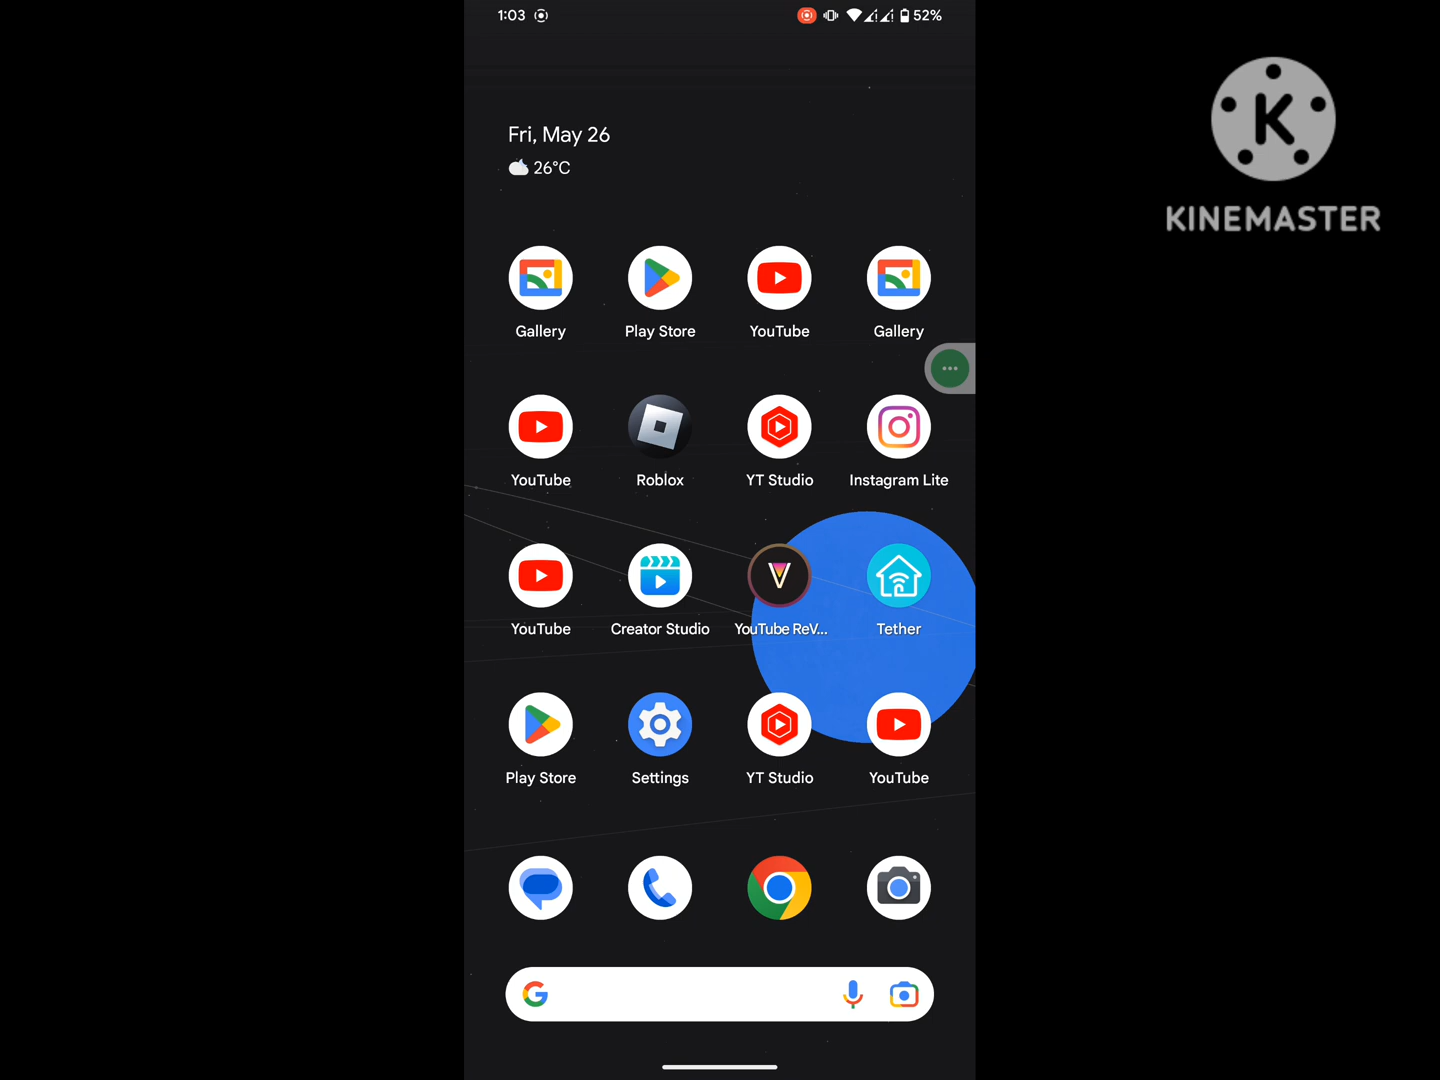 1:03
52%
KINEMASTER
Fri, May 26
26°C
Gallery
Play Store
YouTube
Gallery
YouTube
Roblox
YT Studio
Instagram Lite
YouTube
Creator Studio
YouTube ReV...
Tether
Play Store
Settings
YT Studio
YouTube